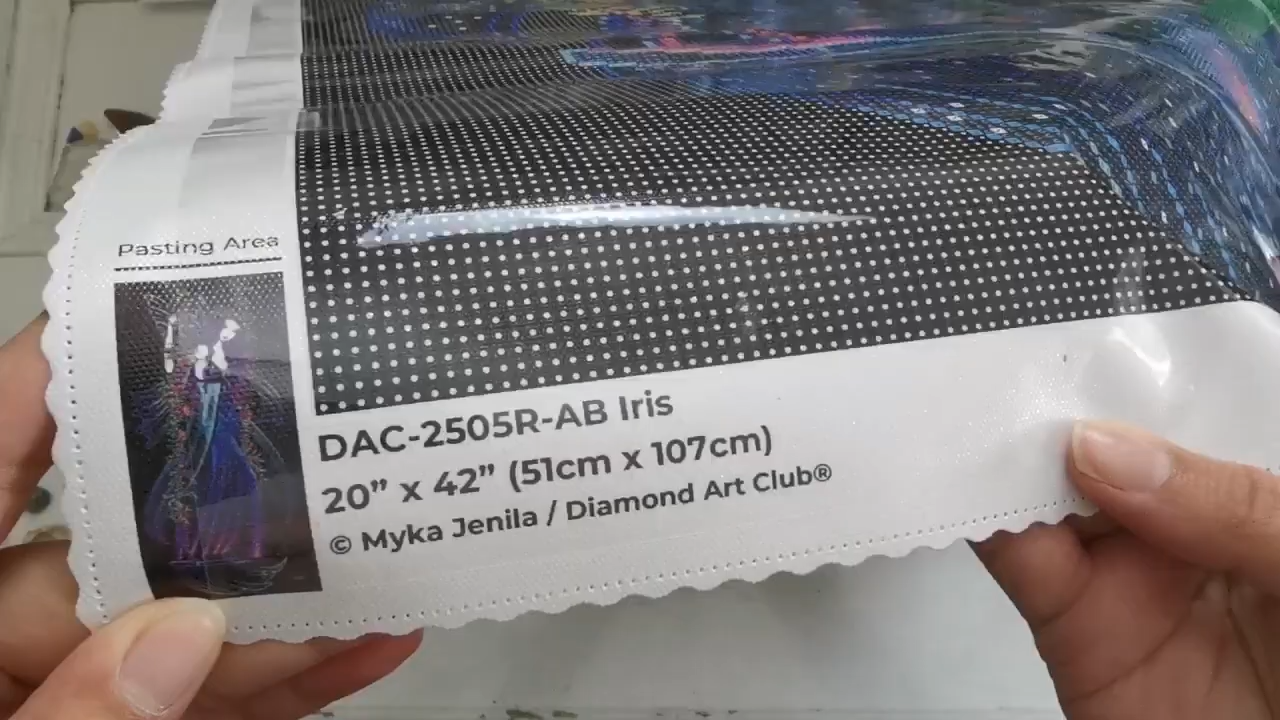 Pasting Area
DAC-2505R-AB Iris
20” x 42” (51cm x 107cm)
© Myka Jenila / Diamond Art Club®